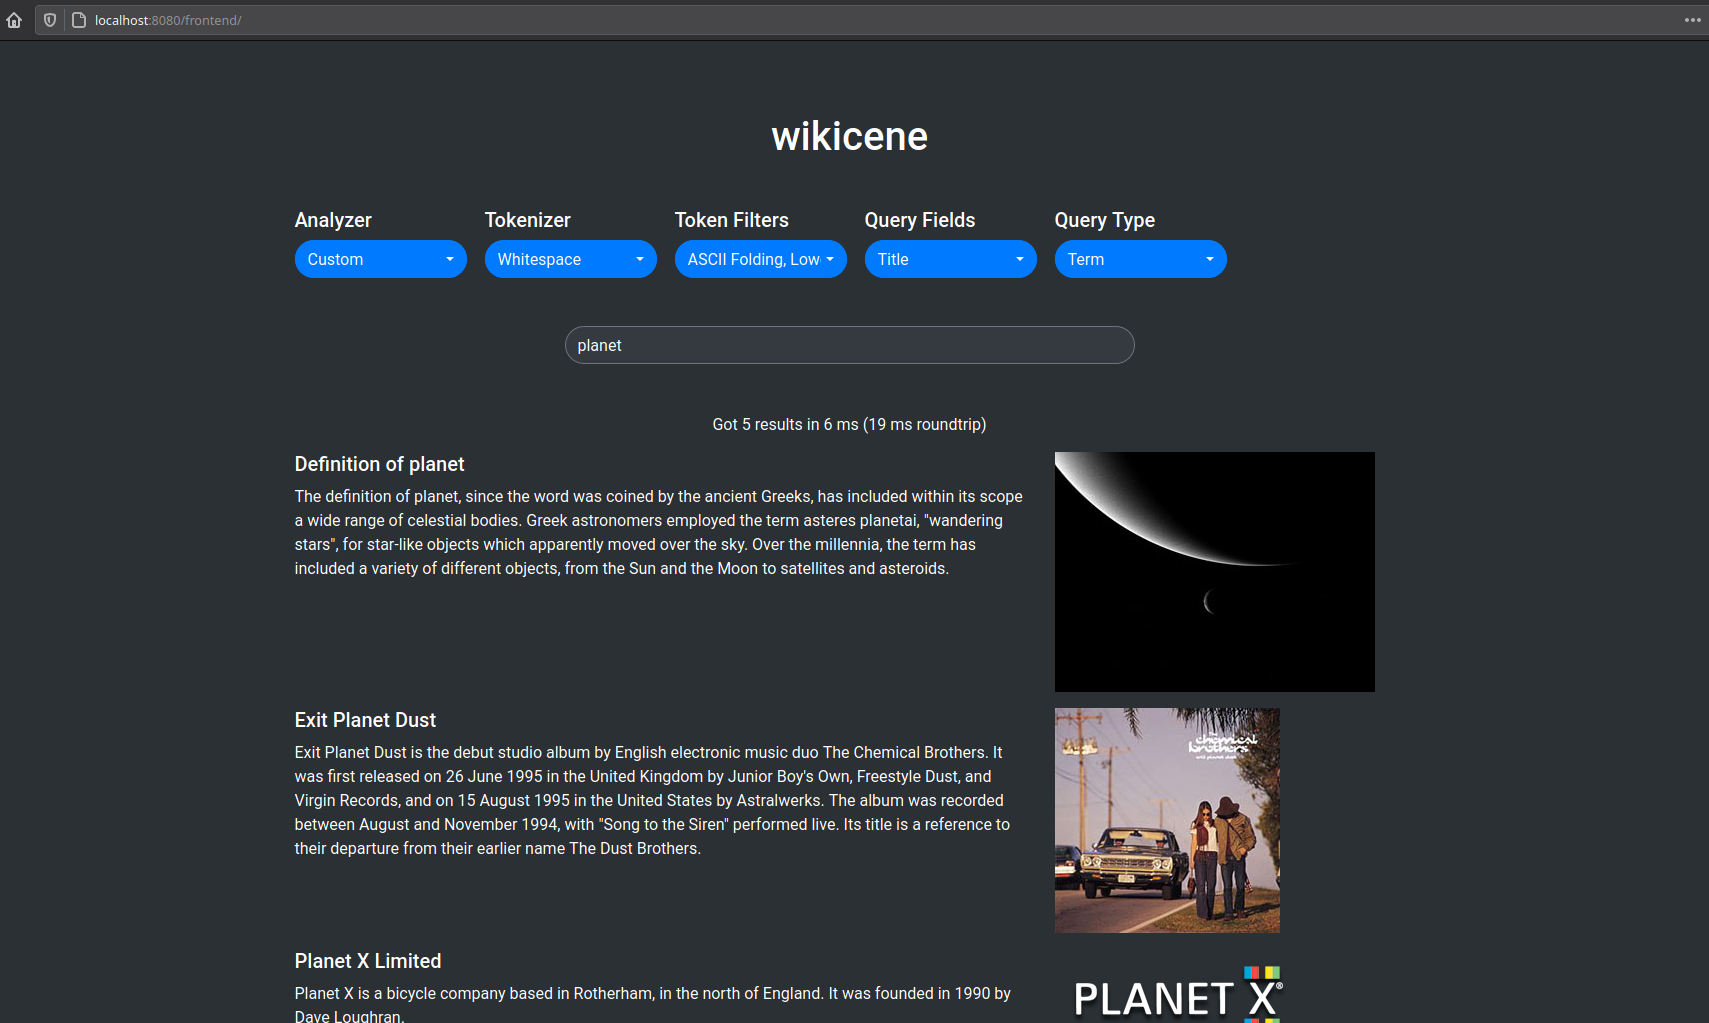 localhost:8080/frontend/
wikicene
Analyzer Tokenizer Token Filters Query Fields Query Type
Custom Whitespace ASCII Folding, Low Title Term
planet
Got 5 results in 6 ms (19 ms roundtrip)
Definition of planet
The definition of planet, since the word was coined by the ancient Greeks, has included within its scope
a wide range of celestial bodies. Greek astronomers employed the term asteres planetai, "wandering
stars", for star-like objects which apparently moved over the sky. Over the millennia, the term has
included a variety of different objects, from the Sun and the Moon to satellites and asteroids.
Exit Planet Dust
Exit Planet Dust is the debut studio album by English electronic music duo The Chemical Brothers. It
was first released on 26 June 1995 in the United Kingdom by Junior Boy's Own, Freestyle Dust, and
Virgin Records, and on 15 August 1995 in the United States by Astralwerks. The album was recorded
between August and November 1994, with "Song to the Siren" performed live. Its title is a reference to
their departure from their earlier name The Dust Brothers.
the chemical
brothers
exit planet dust
Planet X Limited
Planet X is a bicycle company based in Rotherham, in the north of England. It was founded in 1990 by
Dave Loughran.
PLANET X®